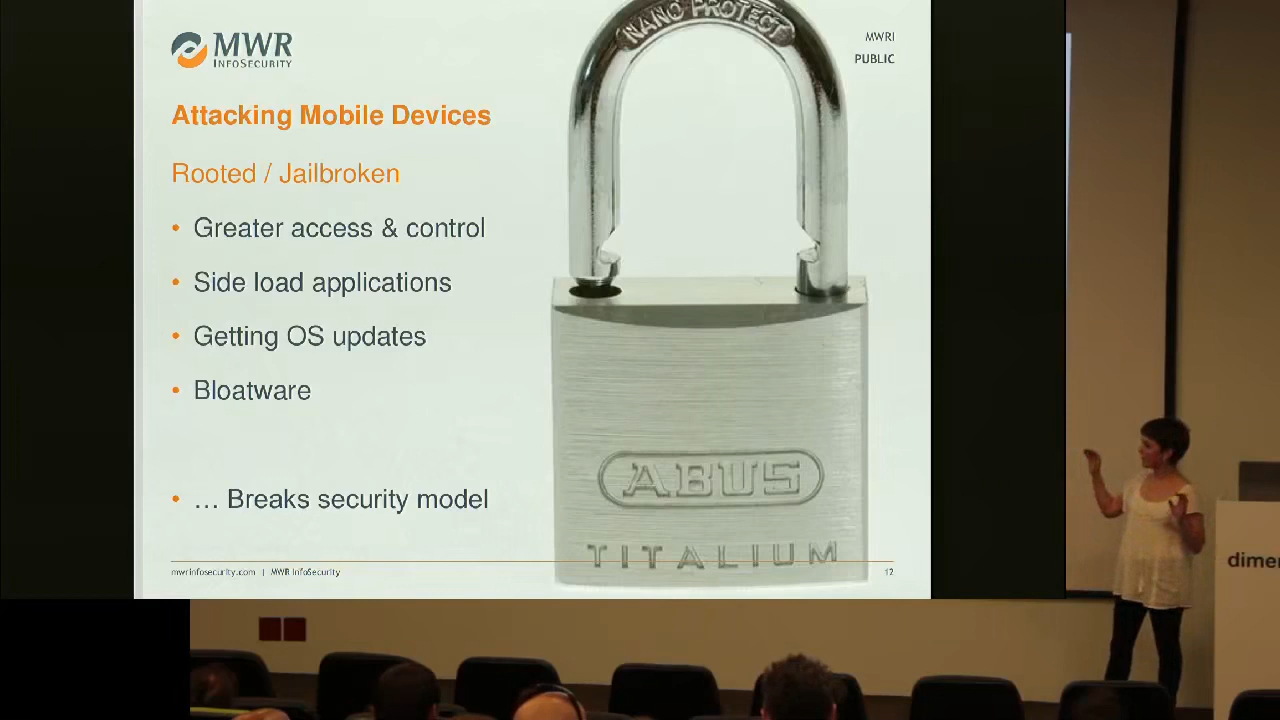 MWR
INFOSECURITY
MWRI
PUBLIC
NANO PROTECT
Attacking Mobile Devices
Rooted / Jailbroken
• Greater access & control
• Side load applications
• Getting OS updates
• Bloatware
• … Breaks security model
ABUS
TITALIUM
mwrinfosecurity.com | MWR InfoSecurity
12